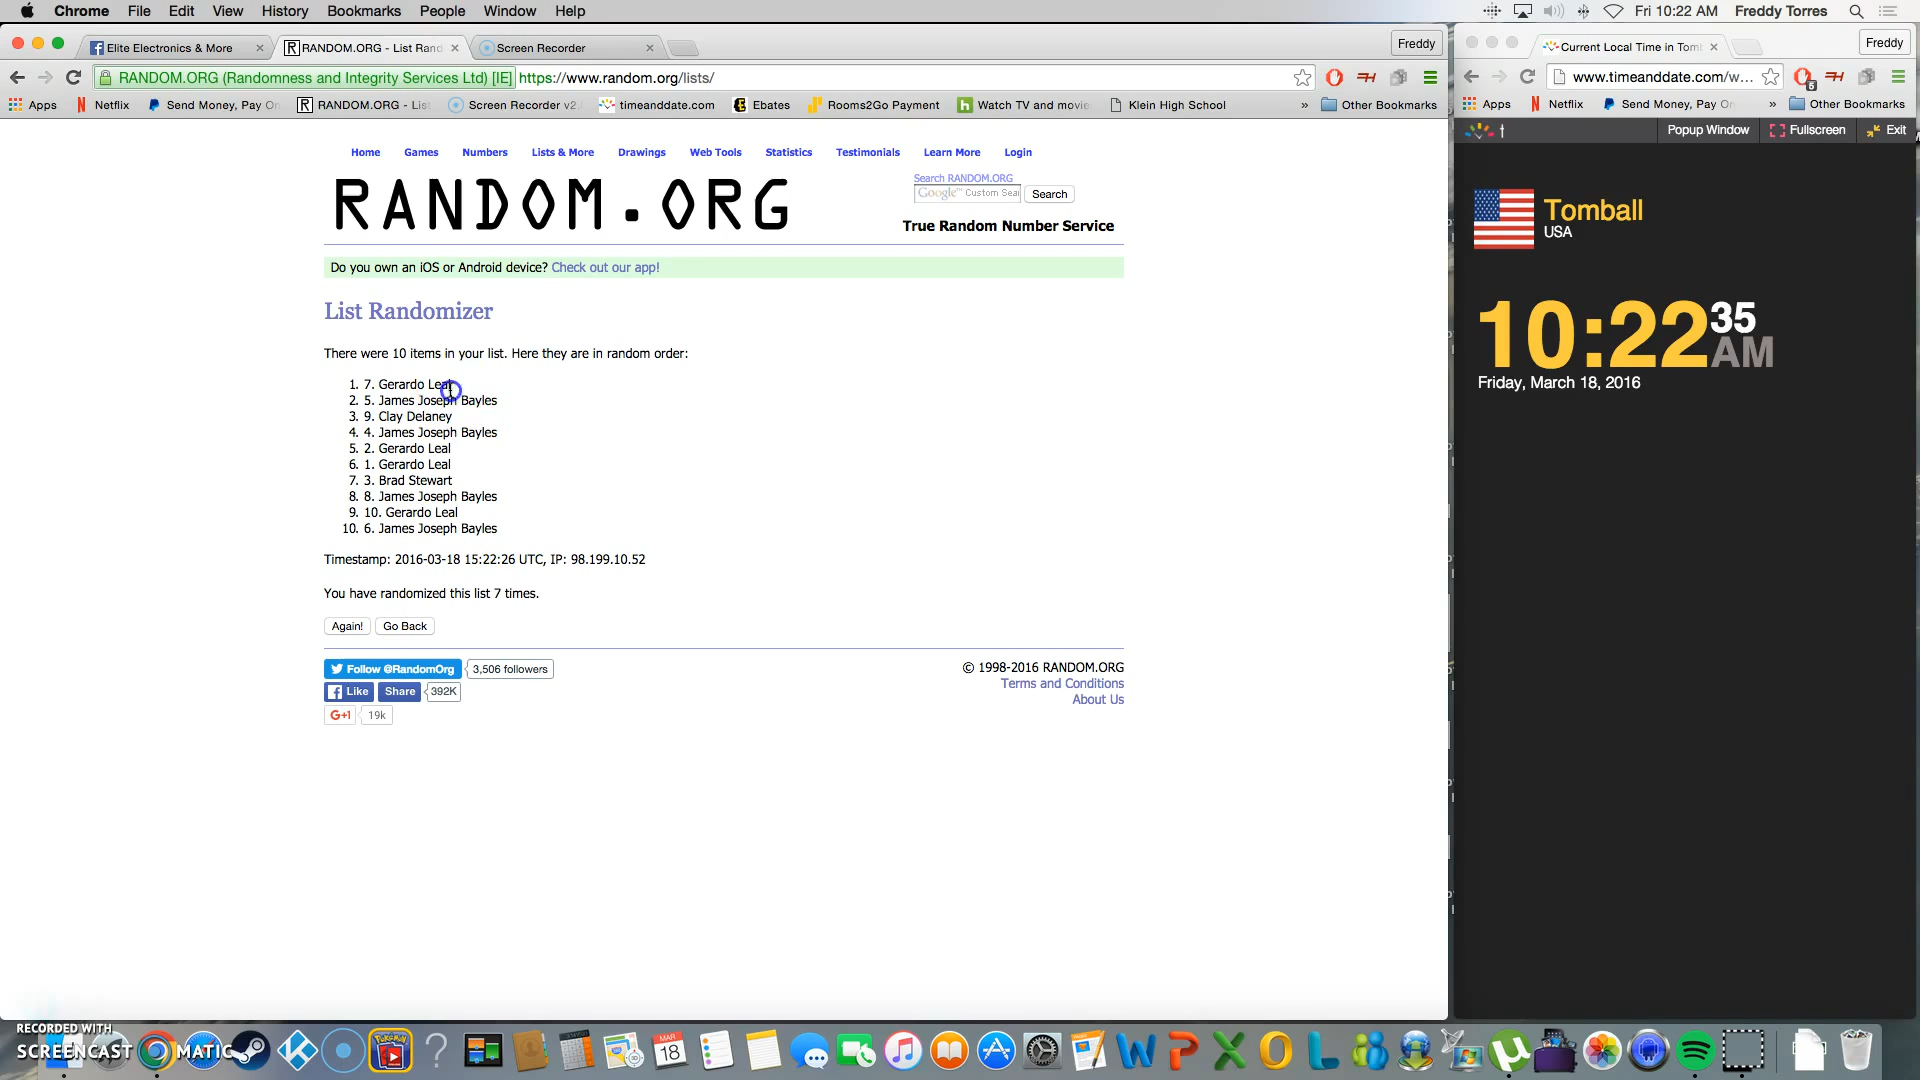 Chrome File Edit View History Bookmarks People Window Help Fri 10:22 AM Freddy Torres
Elite Electronics & More RANDOM.ORG - List Rand Screen Recorder Freddy
RANDOM.ORG (Randomness and Integrity Services Ltd) [IE] https://www.random.org/lists/
Apps Netflix Send Money, Pay On RANDOM.ORG - Lis Screen Recorder v2. timeanddate.com Ebates Rooms2Go Payment Watch TV and movie Klein High School » Other Bookmarks
Home Games Numbers Lists & More Drawings Web Tools Statistics Testimonials Learn More Login
RANDOM.ORG
Search RANDOM.ORG
Google™ Custom Sea Search
True Random Number Service
Do you own an iOS or Android device? Check out our app!
List Randomizer
There were 10 items in your list. Here they are in random order:
1. 7. Gerardo Leal
2. 5. James Joseph Bayles
3. 9. Clay Delaney
4. 4. James Joseph Bayles
5. 2. Gerardo Leal
6. 1. Gerardo Leal
7. 3. Brad Stewart
8. 8. James Joseph Bayles
9. 10. Gerardo Leal
10. 6. James Joseph Bayles
Timestamp: 2016-03-18 15:22:26 UTC, IP: 98.199.10.52
You have randomized this list 7 times.
Again! Go Back
Follow @RandomOrg 3,506 followers
Like Share 392K
G+1 19k
© 1998-2016 RANDOM.ORG
Terms and Conditions
About Us
Current Local Time in Tomb Freddy
www.timeanddate.com/w...
5
Apps Netflix Send Money, Pay On » Other Bookmarks
t Popup Window Fullscreen Exit
Tomball
USA
10:22 35 AM
Friday, March 18, 2016
RECORDED WITH
SCREENCAST MATIC
MAR
18